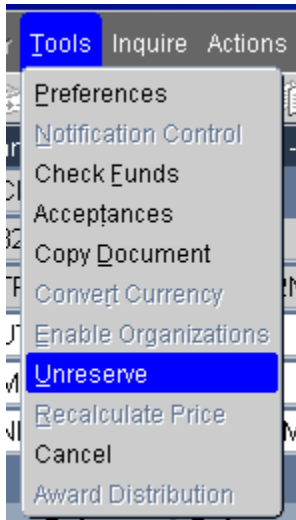 Tools Inquire Actions
Preferences
Notification Control
Check Funds
Acceptances
Copy Document
Convert Currency
Enable Organizations
Unreserve
Recalculate Price
Cancel
Award Distribution